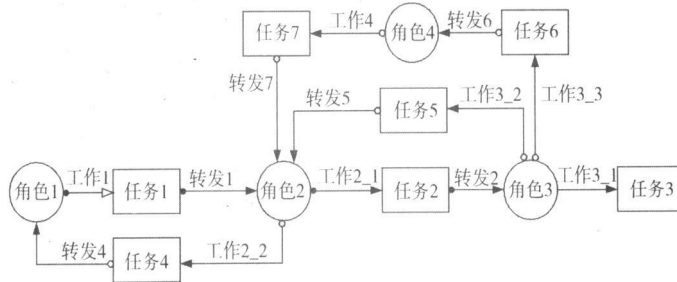 任务7
工作4
角色4
转发6
任务6
转发7
转发5
任务5
工作3_2
工作3_3
角色1
工作1
任务1
转发1
角色2
工作2_1
任务2
转发2
角色3
工作3_1
任务3
转发4
任务4
工作2_2